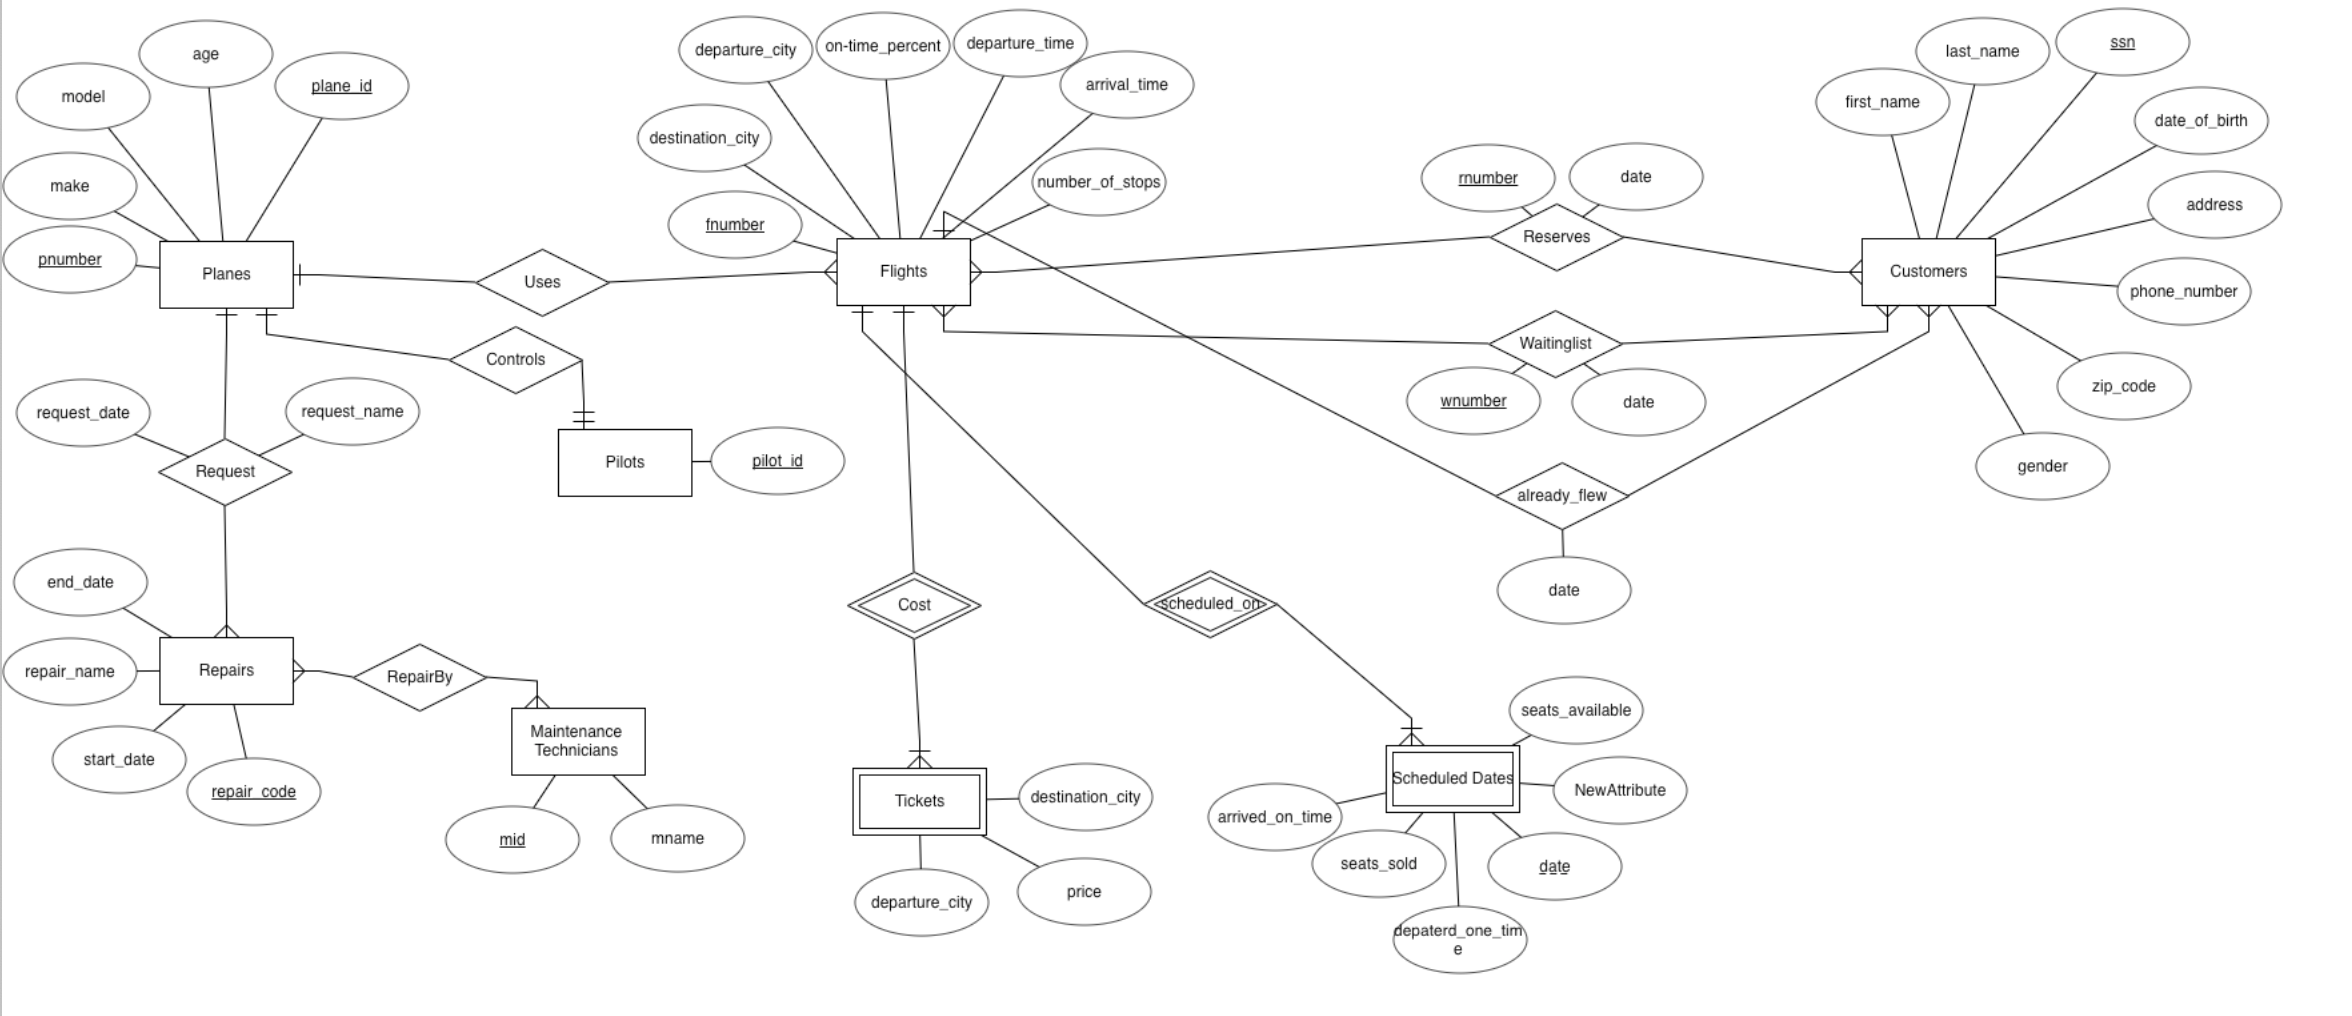 age
model
plane_id
make
pnumber
Planes
Uses
Controls
request_date
request_name
Request
Pilots
pilot_id
end_date
repair_name
Repairs
RepairBy
start_date
repair_code
Maintenance
Technicians
mid
mname
departure_city
on-time_percent
departure_time
arrival_time
destination_city
number_of_stops
fnumber
Flights
Cost
scheduled_on
Tickets
destination_city
departure_city
price
rnumber
date
Reserves
Waitinglist
wnumber
date
already_flew
date
seats_available
Scheduled Dates
NewAttribute
arrived_on_time
seats_sold
date
depaterd_one_tim
e
first_name
last_name
ssn
date_of_birth
address
Customers
phone_number
zip_code
gender